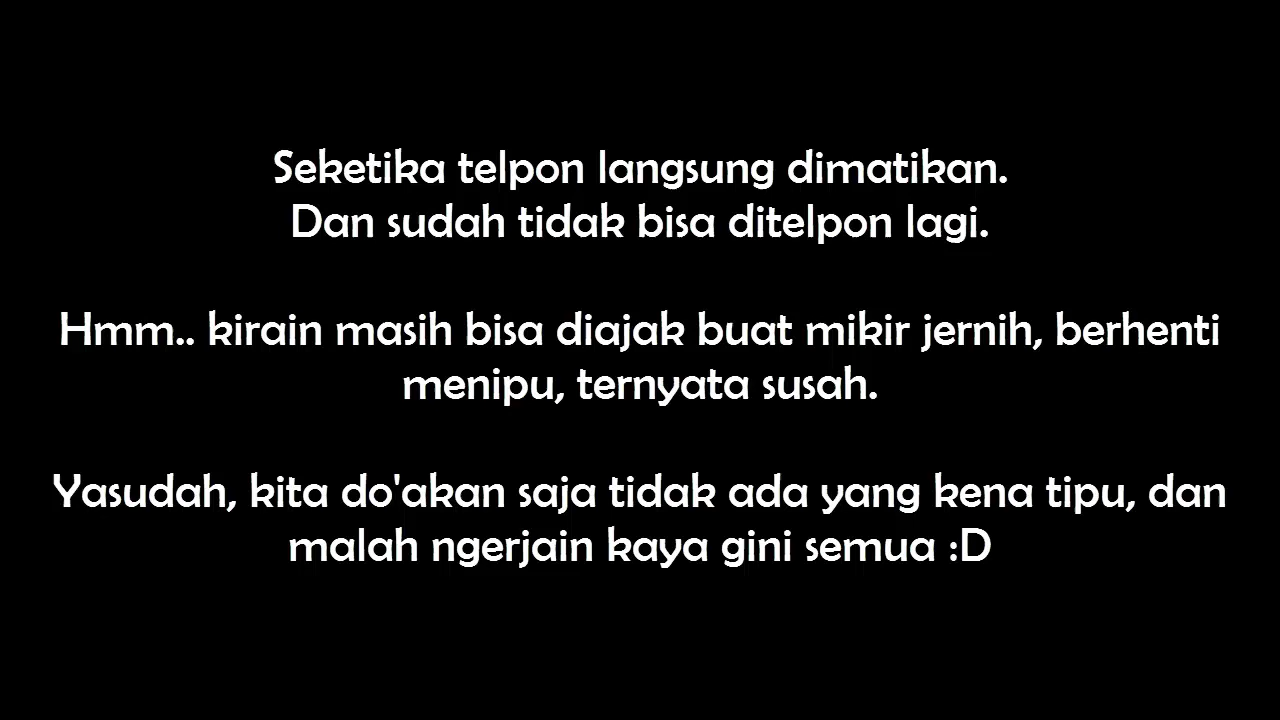 Seketika telpon langsung dimatikan.
Dan sudah tidak bisa ditelpon lagi.
Hmm.. kirain masih bisa diajak buat mikir jernih, berhenti
menipu, ternyata susah.
Yasudah, kita do'akan saja tidak ada yang kena tipu, dan
malah ngerjain kaya gini semua :D